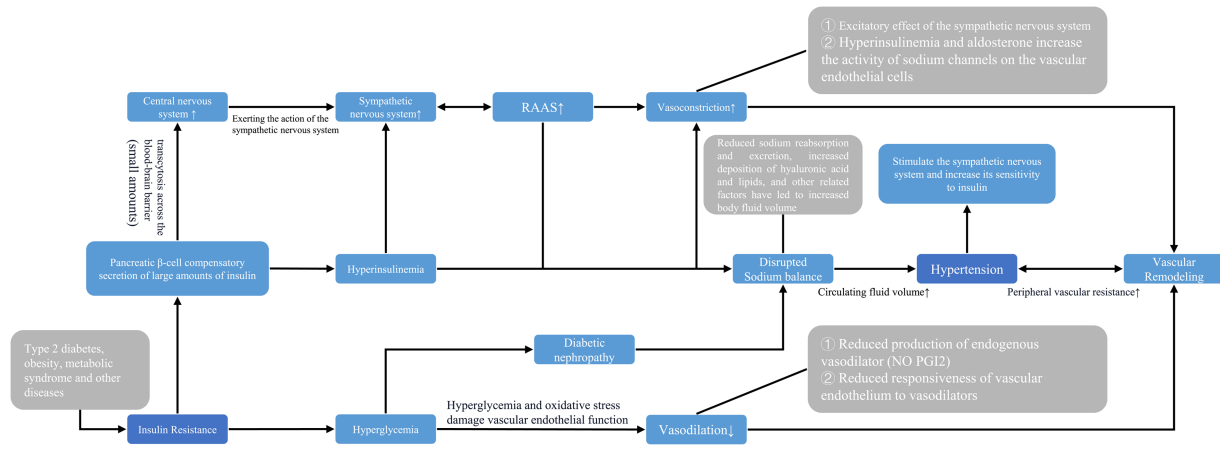 ① Excitatory effect of the sympathetic nervous system
② Hyperinsulinemia and aldosterone increase
the activity of sodium channels on the vascular
endothelial cells
Central nervous
system ↑
Exerting the action of the
sympathetic nervous system
Sympathetic
nervous system↑
RAAS↑
Vasoconstriction↑
transcytosis across the
blood-brain barrier
(small amounts)
Reduced sodium reabsorption
and excretion, increased
deposition of hyaluronic acid
and lipids, and other related
factors have led to increased
body fluid volume
Stimulate the sympathetic nervous
system and increase its sensitivity
to insulin
Pancreatic β-cell compensatory
secretion of large amounts of insulin
Hyperinsulinemia
Disrupted
Sodium balance
Circulating fluid volume↑
Hypertension
Peripheral vascular resistance↑
Vascular
Remodeling
Type 2 diabetes,
obesity, metabolic
syndrome and other
diseases
Diabetic
nephropathy
① Reduced production of endogenous
vasodilator (NO PGI2)
② Reduced responsiveness of vascular
endothelium to vasodilators
Insulin Resistance
Hyperglycemia
Hyperglycemia and oxidative stress
damage vascular endothelial function
Vasodilation↓